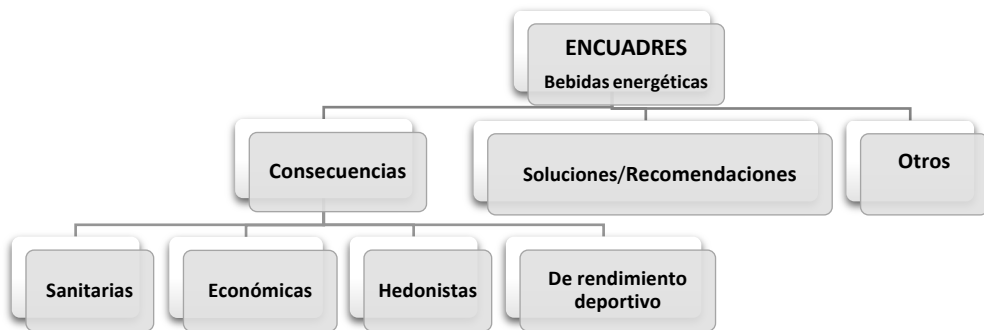 ENCUADRES
Bebidas energéticas
Consecuencias
Soluciones/Recomendaciones
Otros
Sanitarias
Económicas
Hedonistas
De rendimiento
deportivo